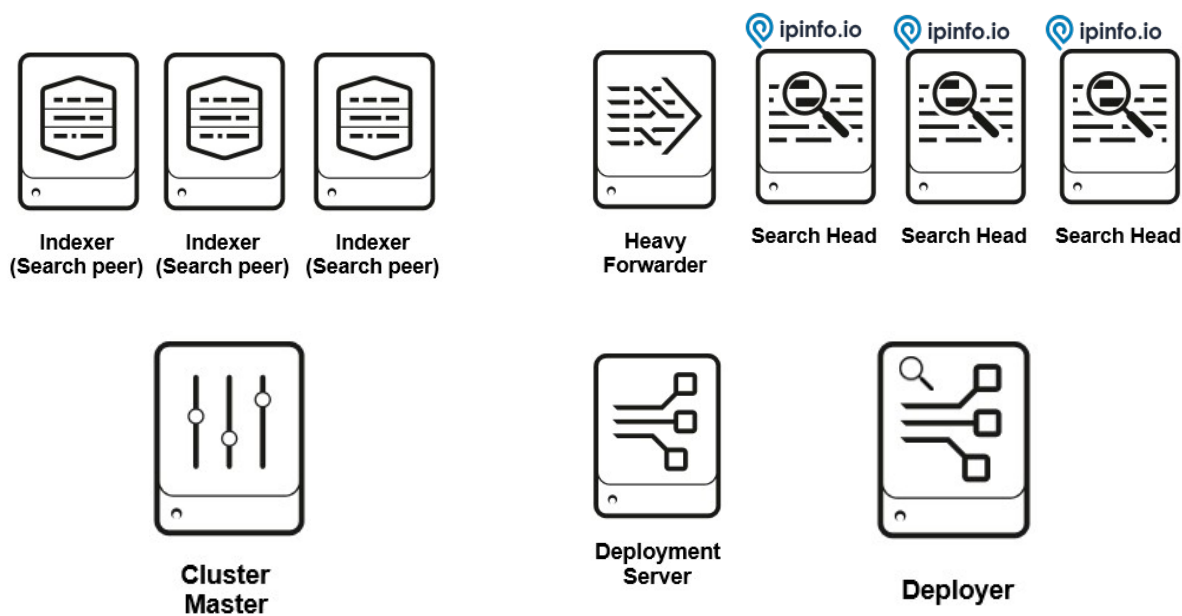 ipinfo.io
ipinfo.io
ipinfo.io
Indexer
(Search peer)
Indexer
(Search peer)
Indexer
(Search peer)
Heavy
Forwarder
Search Head
Search Head
Search Head
Cluster
Master
Deployment
Server
Deployer